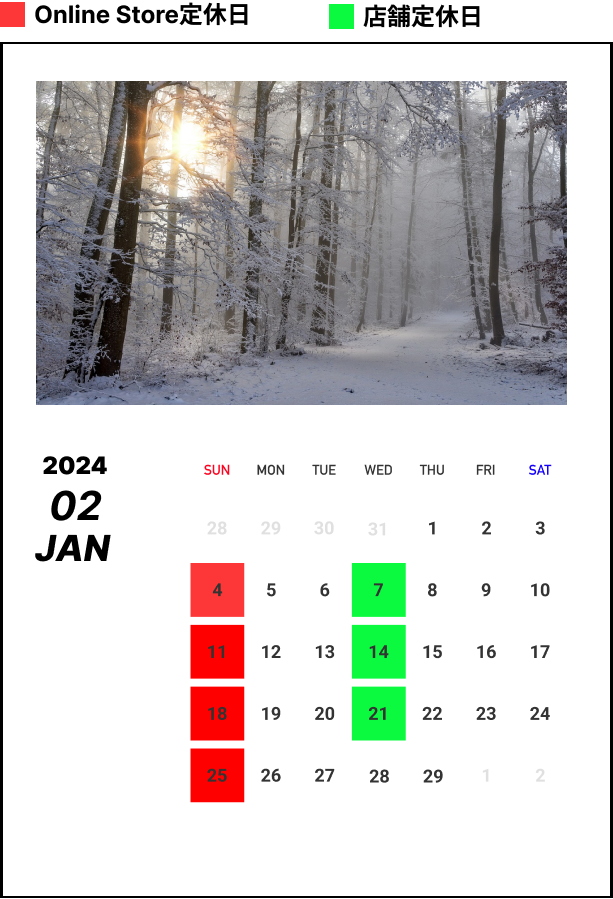 Online Store定休日 店舗定休日
2024
02
JAN
SUN MON TUE WED THU FRI SAT
28 29 30 31 1 2 3
4 5 6 7 8 9 10
11 12 13 14 15 16 17
18 19 20 21 22 23 24
25 26 27 28 29 1 2